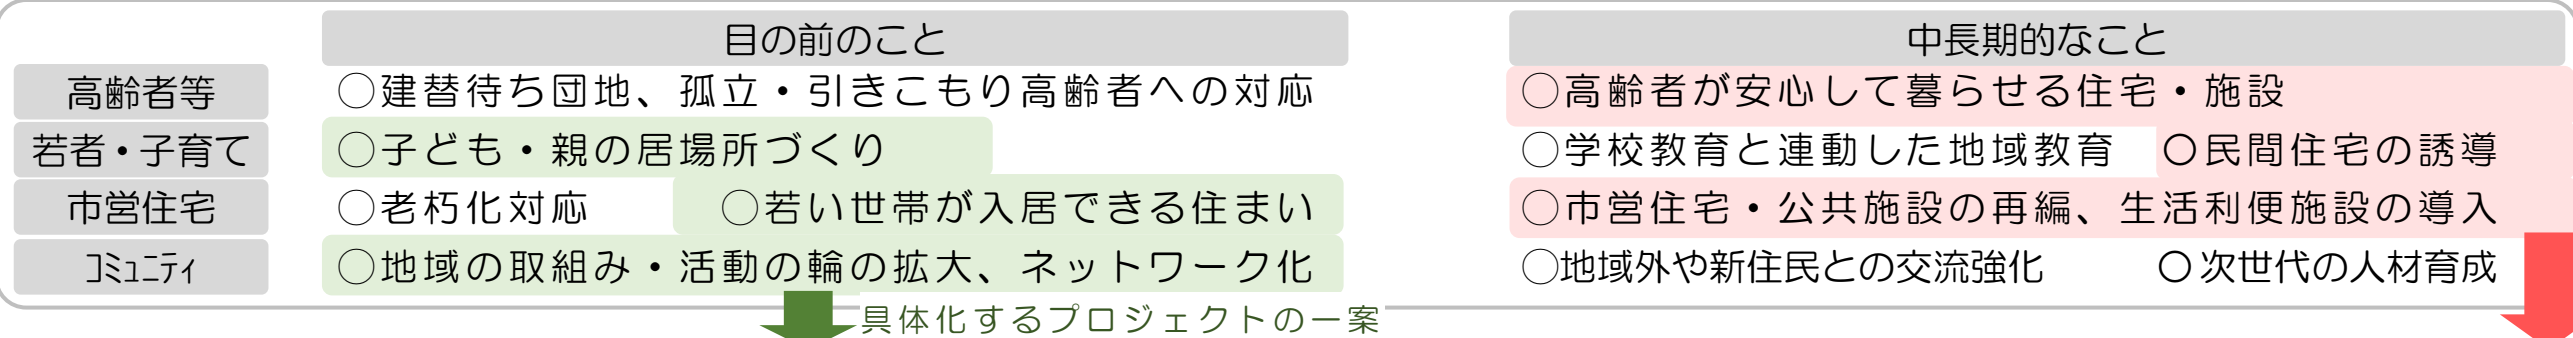 目の前のこと 中長期的なこと
高齢者等 ○建替待ち団地、孤立・引きこもり高齢者への対応 ○高齢者が安心して暮らせる住宅・施設
若者・子育て ○子ども・親の居場所づくり ○学校教育と連動した地域教育 ○民間住宅の誘導
市営住宅 ○老朽化対応 ○若い世帯が入居できる住まい ○市営住宅・公共施設の再編、生活利便施設の導入
ｺﾐｭﾆﾃｨ ○地域の取組み・活動の輪の拡大、ネットワーク化 ○地域外や新住民との交流強化 ○次世代の人材育成
具体化するプロジェクトの一案